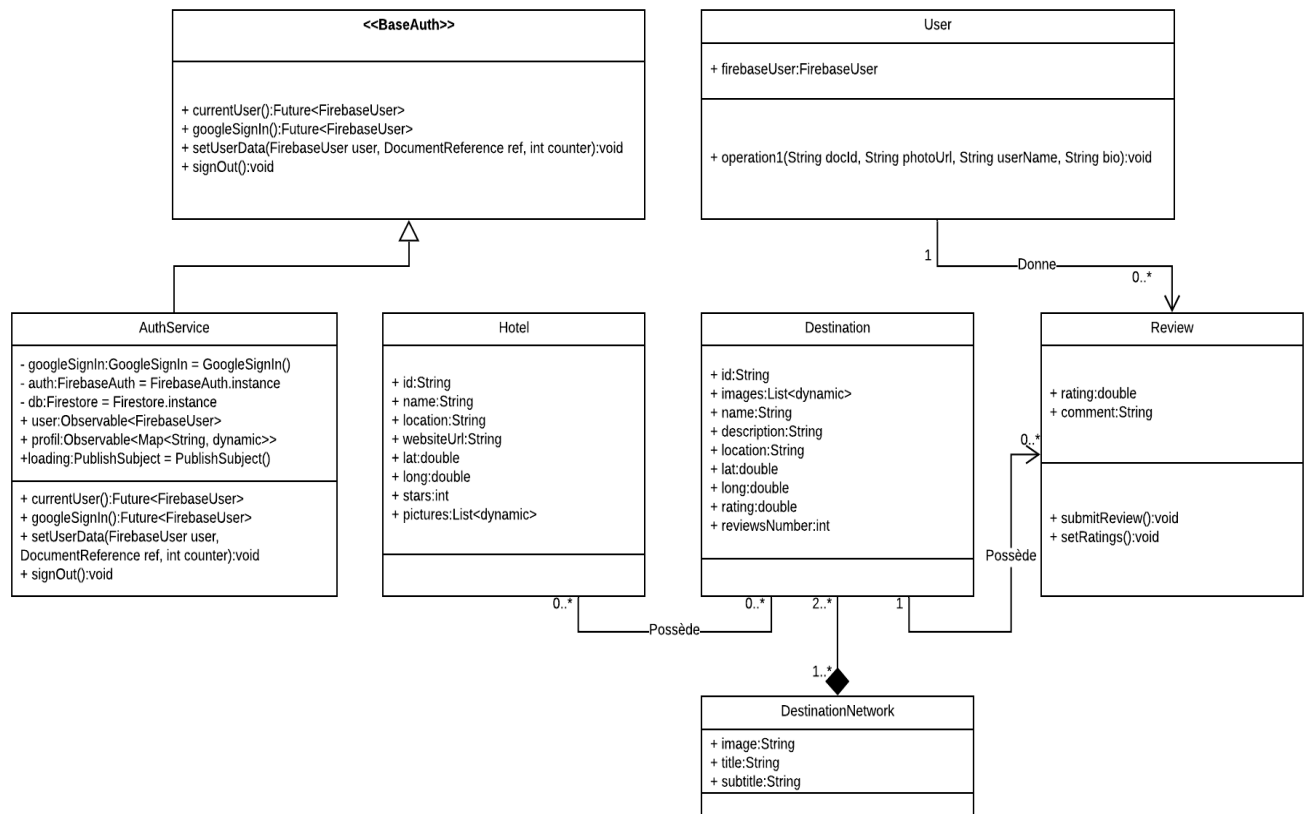 <<BaseAuth>>
+ currentUser():Future<FirebaseUser>
+ googleSignIn():Future<FirebaseUser>
+ setUserData(FirebaseUser user, DocumentReference ref, int counter):void
+ signOut():void
User
+ firebaseUser:FirebaseUser
+ operation1(String docId, String photoUrl, String userName, String bio):void
1
Donne
0..*
AuthService
- googleSignIn:GoogleSignIn = GoogleSignIn()
- auth:FirebaseAuth = FirebaseAuth.instance
- db:Firestore = Firestore.instance
+ user:Observable<FirebaseUser>
+ profil:Observable<Map<String, dynamic>>
+loading:PublishSubject = PublishSubject()
+ currentUser():Future<FirebaseUser>
+ googleSignIn():Future<FirebaseUser>
+ setUserData(FirebaseUser user,
DocumentReference ref, int counter):void
+ signOut():void
Hotel
+ id:String
+ name:String
+ location:String
+ websiteUrl:String
+ lat:double
+ long:double
+ stars:int
+ pictures:List<dynamic>
Destination
+ id:String
+ images:List<dynamic>
+ name:String
+ description:String
+ location:String
+ lat:double
+ long:double
+ rating:double
+ reviewsNumber:int
Review
+ rating:double
+ comment:String
+ submitReview():void
+ setRatings():void
0..*
Possède
0..*
Possède
0..*
2..*
1
1..*
DestinationNetwork
+ image:String
+ title:String
+ subtitle:String